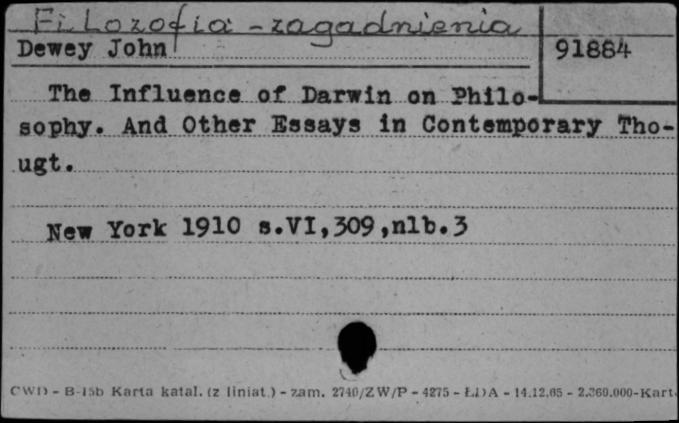 Filozofia - zagadnienia
Dewey John
91884
The Influence of Darwin on Philo-
sophy. And Other Essays in Contemporary Tho-
ugt.
New York 1910 s.VI,309,nlb.3
CWD - B-15b Karta katal. (z liniat.) - zam. 2740/ZW/P - 4275 - ŁDA - 14.12.65 - 2.360.000-Kart